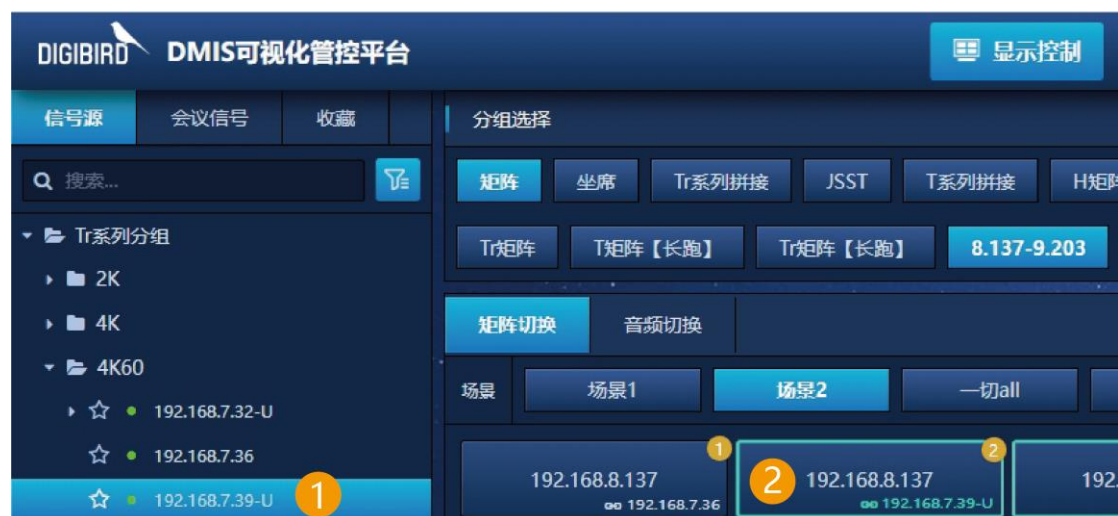 DIGIBIRD DMIS可视化管控平台 显示控制
信号源 会议信号 收藏
搜索...
Tr系列分组
2K
4K
4K60
192.168.7.32-U
192.168.7.36
192.168.7.39-U 1
分组选择
矩阵 坐席 Tr系列拼接 JSST T系列拼接 H矩阵
Tr矩阵 T矩阵【长跑】 Tr矩阵【长跑】 8.137-9.203
矩阵切换 音频切换
场景 场景1 场景2 一切all
1 2
192.168.8.137 2 192.168.8.137 192.
192.168.7.36 192.168.7.39-U